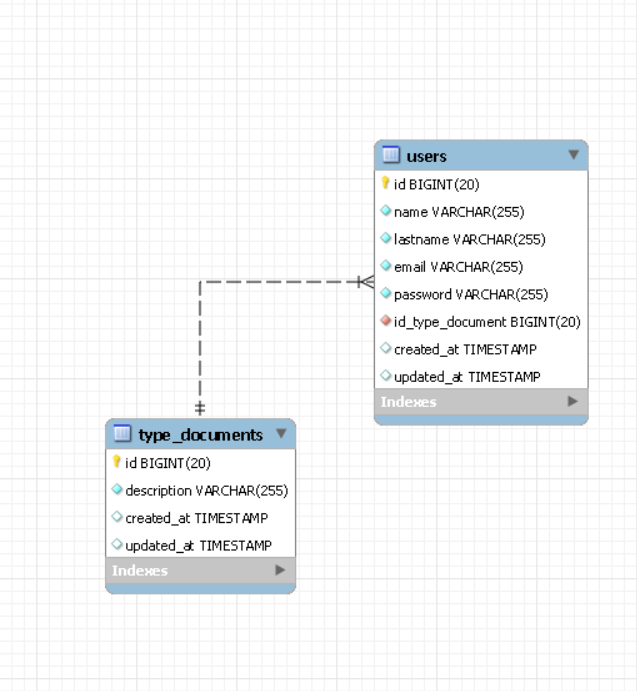 users
id BIGINT(20)
name VARCHAR(255)
lastname VARCHAR(255)
email VARCHAR(255)
password VARCHAR(255)
id_type_document BIGINT(20)
created_at TIMESTAMP
updated_at TIMESTAMP
Indexes
type_documents
id BIGINT(20)
description VARCHAR(255)
created_at TIMESTAMP
updated_at TIMESTAMP
Indexes